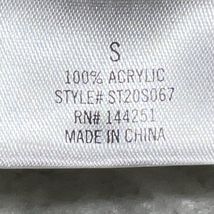 S
100% ACRYLIC
STYLE# ST20S067
RN# 144251
MADE IN CHINA